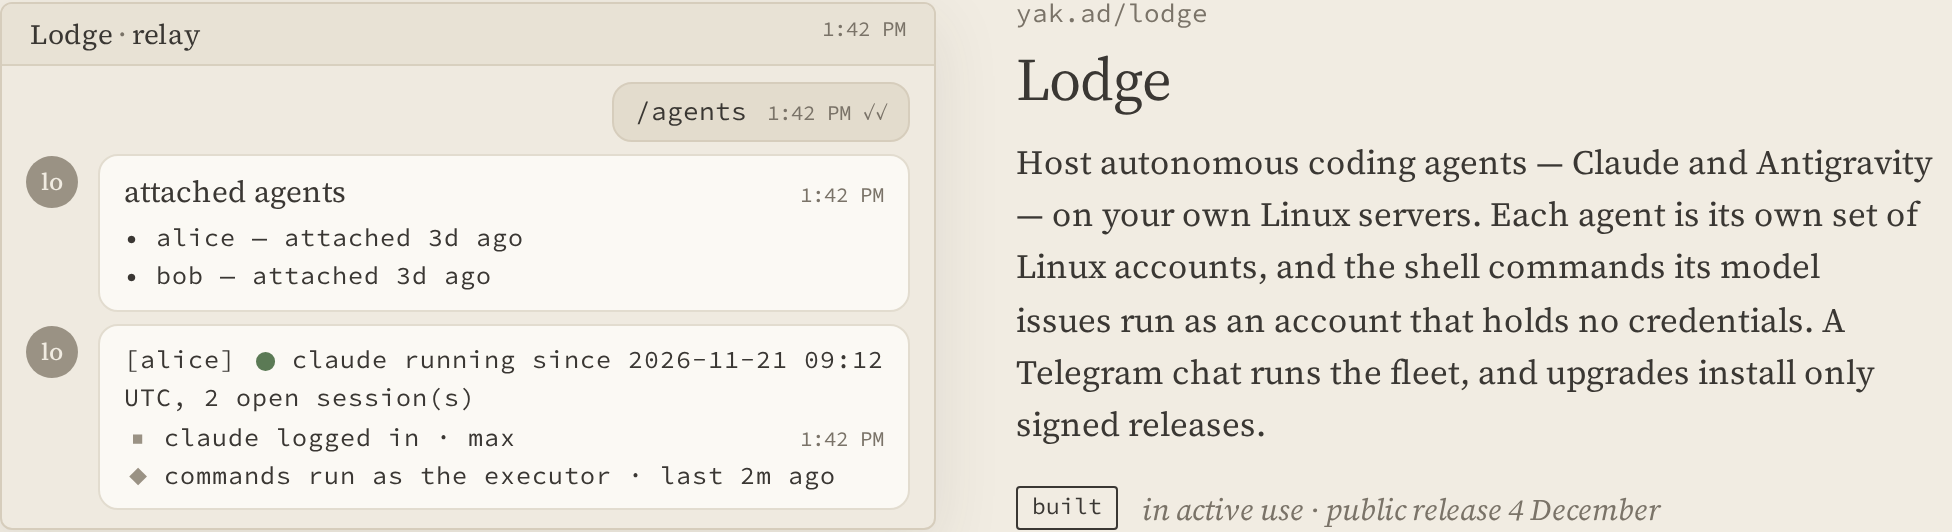 Lodge · relay 1:42 PM
/agents 1:42 PM ✓✓
lo
attached agents 1:42 PM
• alice — attached 3d ago
• bob — attached 3d ago
lo
[alice] ● claude running since 2026-11-21 09:12
UTC, 2 open session(s)
▪ claude logged in · max 1:42 PM
◆ commands run as the executor · last 2m ago
yak.ad/lodge
Lodge
Host autonomous coding agents — Claude and Antigravity
— on your own Linux servers. Each agent is its own set of
Linux accounts, and the shell commands its model
issues run as an account that holds no credentials. A
Telegram chat runs the fleet, and upgrades install only
signed releases.
built in active use · public release 4 December